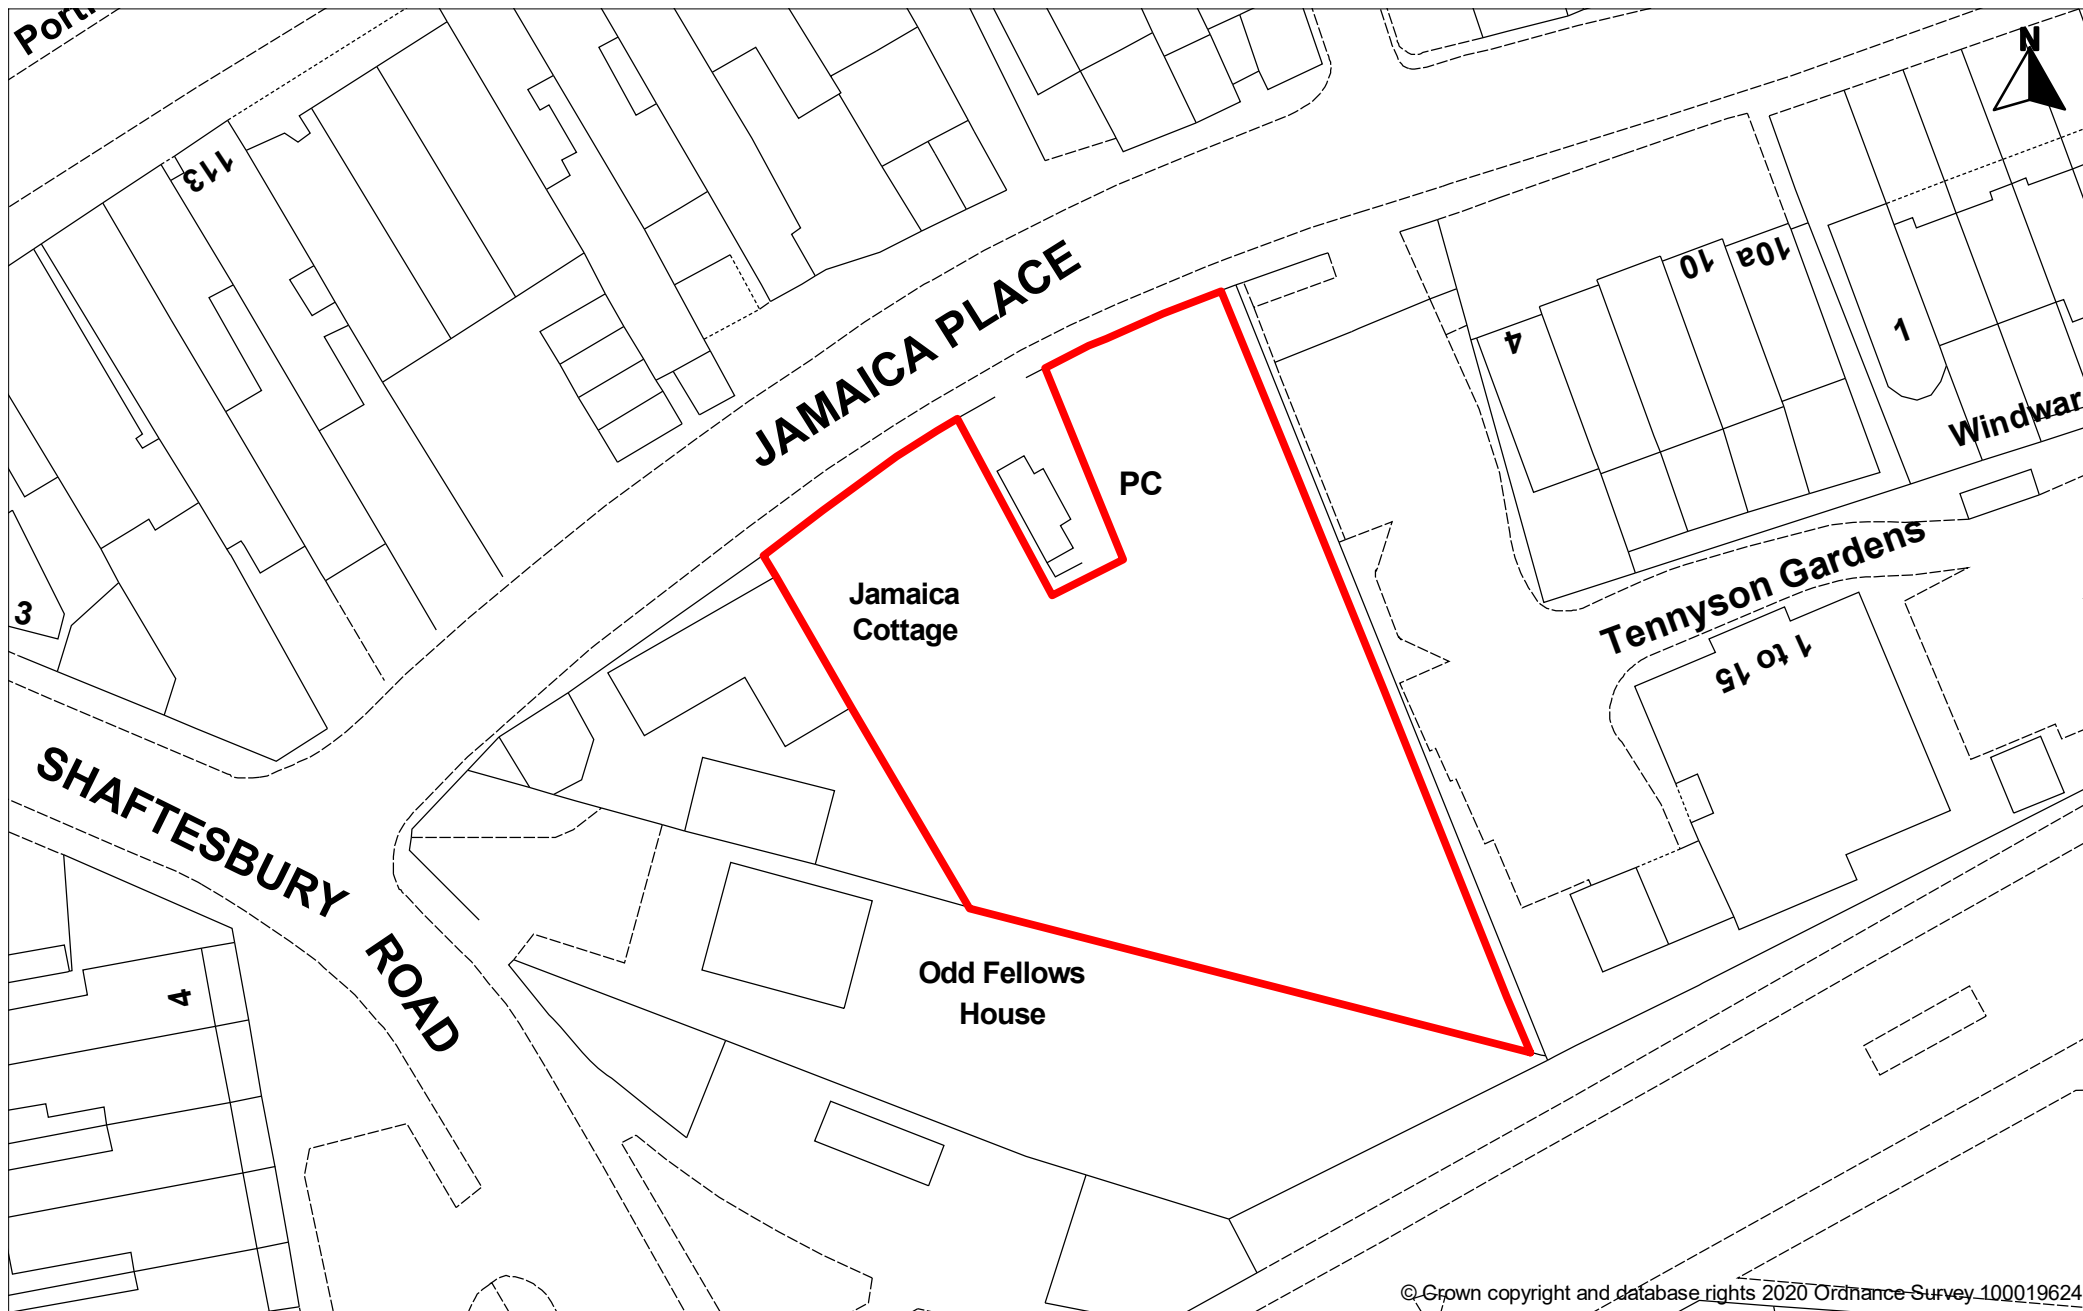 N
113
JAMAICA PLACE
10
10a
4
1
PC
Tennyson Gardens
Jamaica
Cottage
3
1 to 15
SHAFTESBURY ROAD
Odd Fellows
House
4
© Crown copyright and database rights 2020 Ordnance Survey 100019624